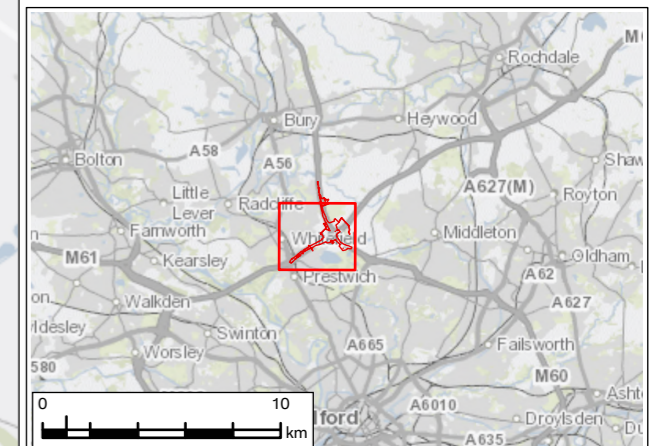 Rochdale
Bury
Heywood
Bolton
A58
A56
Shaw
A627(M)
Little
Lever
Radcliffe
Royton
Farnworth
Whitefield
Middleton
Oldham
M61
Kearsley
Prestwich
A62
Walkden
A627
Swinton
A665
Failsworth
Worsley
580
M60
0
10
km
A6010
Droylsden
A635